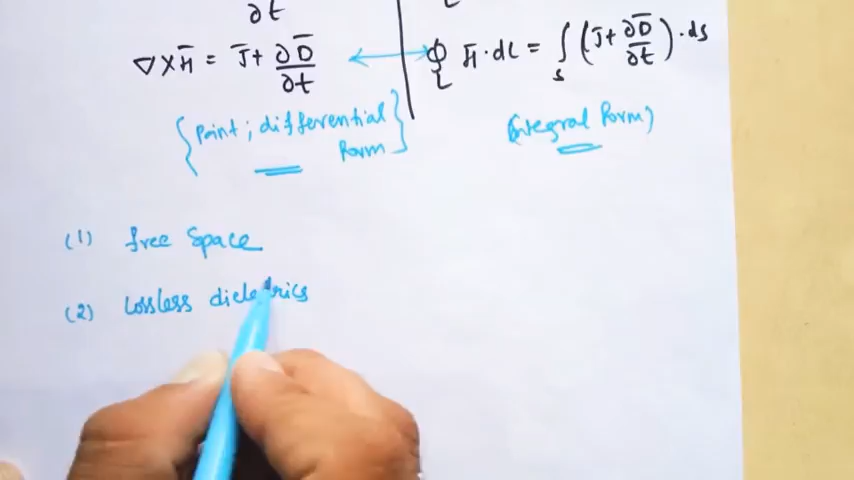 ∂t
∇×H̅ = J̅ + ∂D̅/∂t ⟷ ∮L H̅·dL = ∫s (J̅ + ∂D̅/∂t)·ds
{Point; differential form}
(integral form)
(1) free space
(2) lossless dielectrics